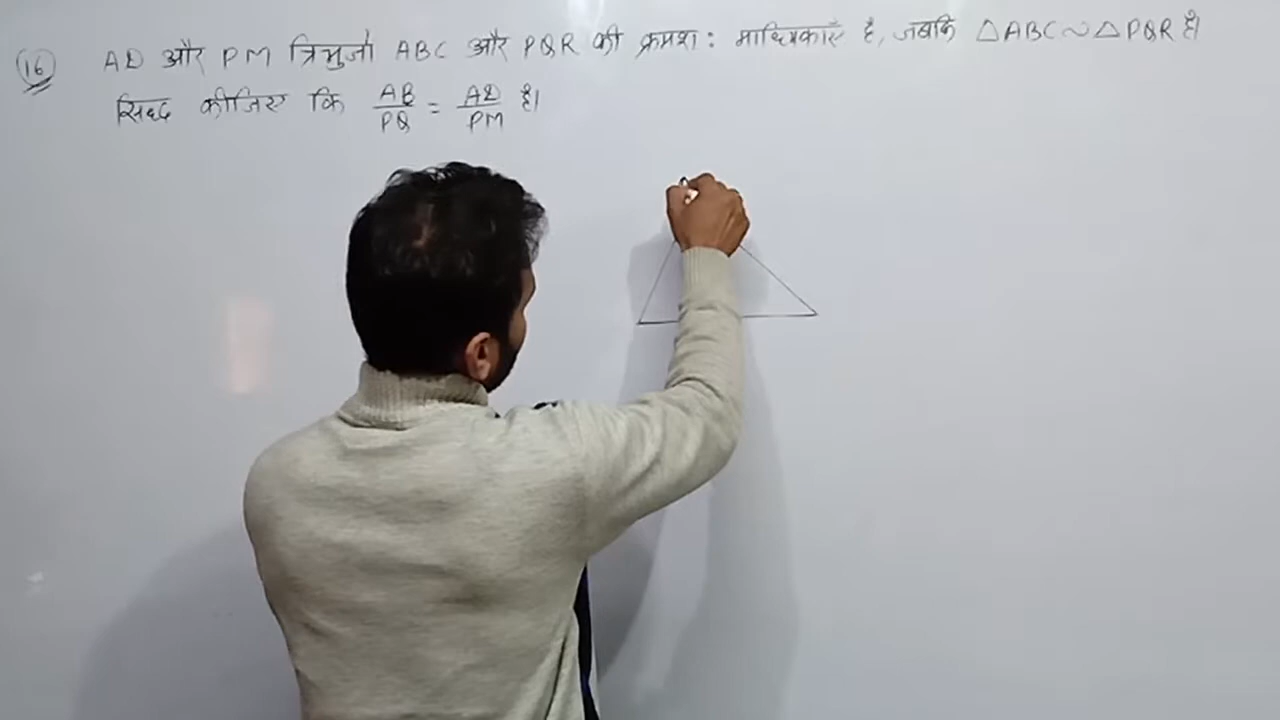 (16) AD और PM त्रिभुजों ABC और PQR की क्रमश: माध्यिकाएँ है, जबकि △ABC ~ △PQR है।
सिद्ध कीजिए कि AB/PQ = AD/PM है।